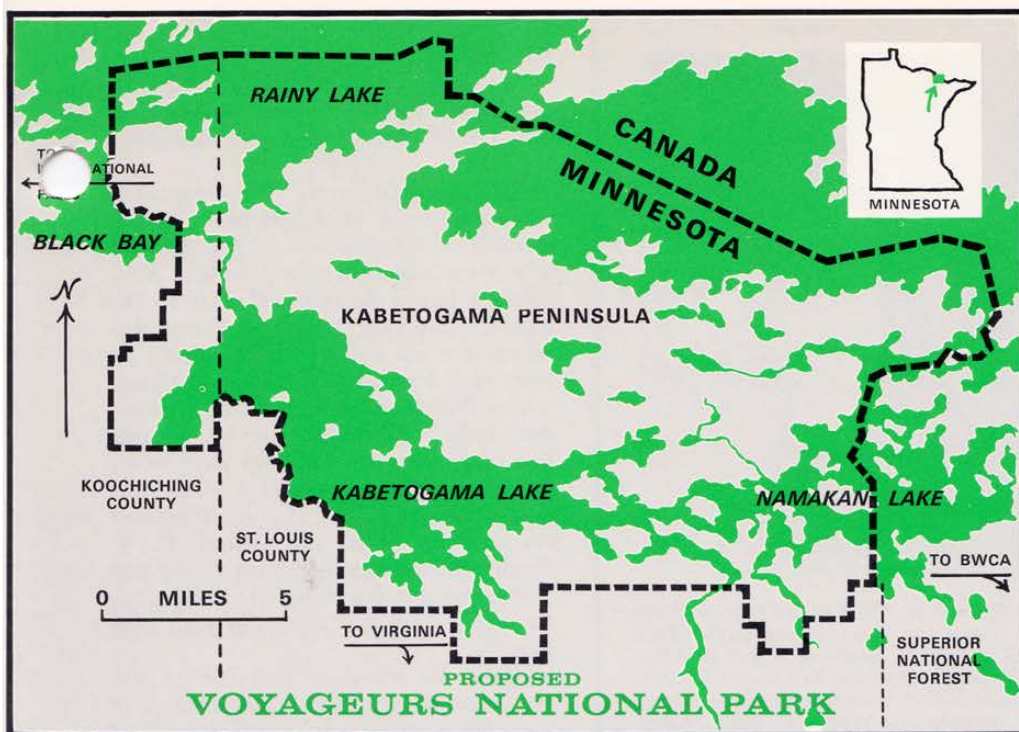 RAINY LAKE
CANADA
MINNESOTA
MINNESOTA
BLACK BAY
N
KABETOGAMA PENINSULA
KOOCHICHING
COUNTY
KABETOGAMA LAKE
NAMAKAN LAKE
ST. LOUIS
COUNTY
TO BWCA
0 MILES 5
TO VIRGINIA
SUPERIOR
NATIONAL
FOREST
PROPOSED
VOYAGEURS NATIONAL PARK